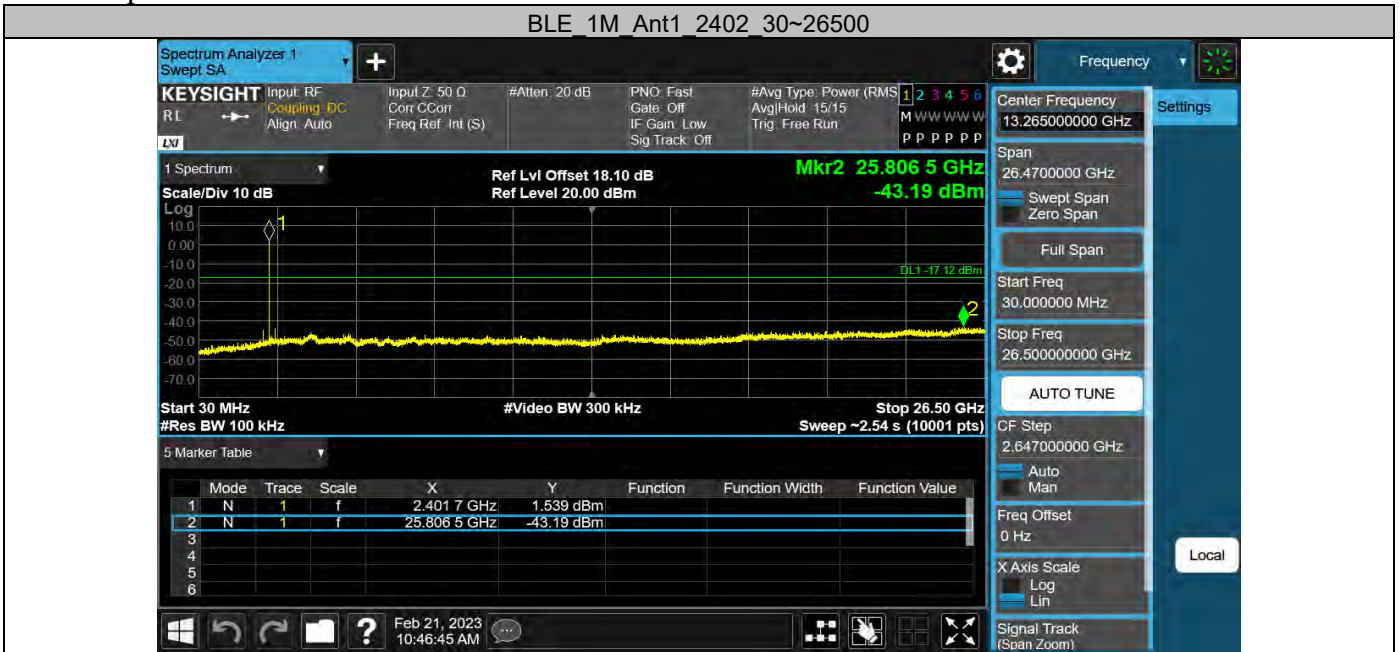 BLE_1M_Ant1_2402_30~26500
Spectrum Analyzer 1
Swept SA
Frequency
KEYSIGHT
RL
LXI
Input: RF
Coupling: DC
Align: Auto
Input Z: 50 Ω
Corr CCorr
Freq Ref: Int (S)
#Atten: 20 dB
PNO: Fast
Gate: Off
IF Gain: Low
Sig Track: Off
#Avg Type: Power (RMS
Avg|Hold: 15/15
Trig: Free Run
1 2 3 4 5 6
M W W W W W
P P P P P P
1 Spectrum
Scale/Div 10 dB
Log
Ref Lvl Offset 18.10 dB
Ref Level 20.00 dBm
Mkr2 25.806 5 GHz
-43.19 dBm
10.0
0.00
-10.0
-20.0
-30.0
-40.0
-50.0
-60.0
-70.0
1
DL1 -17.12 dBm
2
Start 30 MHz
#Video BW 300 kHz
Stop 26.50 GHz
#Res BW 100 kHz
Sweep ~2.54 s (10001 pts)
5 Marker Table
Mode Trace Scale X Y Function Function Width Function Value
1 N 1 f 2.401 7 GHz 1.539 dBm
2 N 1 f 25.806 5 GHz -43.19 dBm
3
4
5
6
Feb 21, 2023
10:46:45 AM
Center Frequency
13.265000000 GHz
Settings
Span
26.4700000 GHz
Swept Span
Zero Span
Full Span
Start Freq
30.000000 MHz
Stop Freq
26.500000000 GHz
AUTO TUNE
CF Step
2.647000000 GHz
Auto
Man
Freq Offset
0 Hz
X Axis Scale
Log
Lin
Local
Signal Track
(Span Zoom)